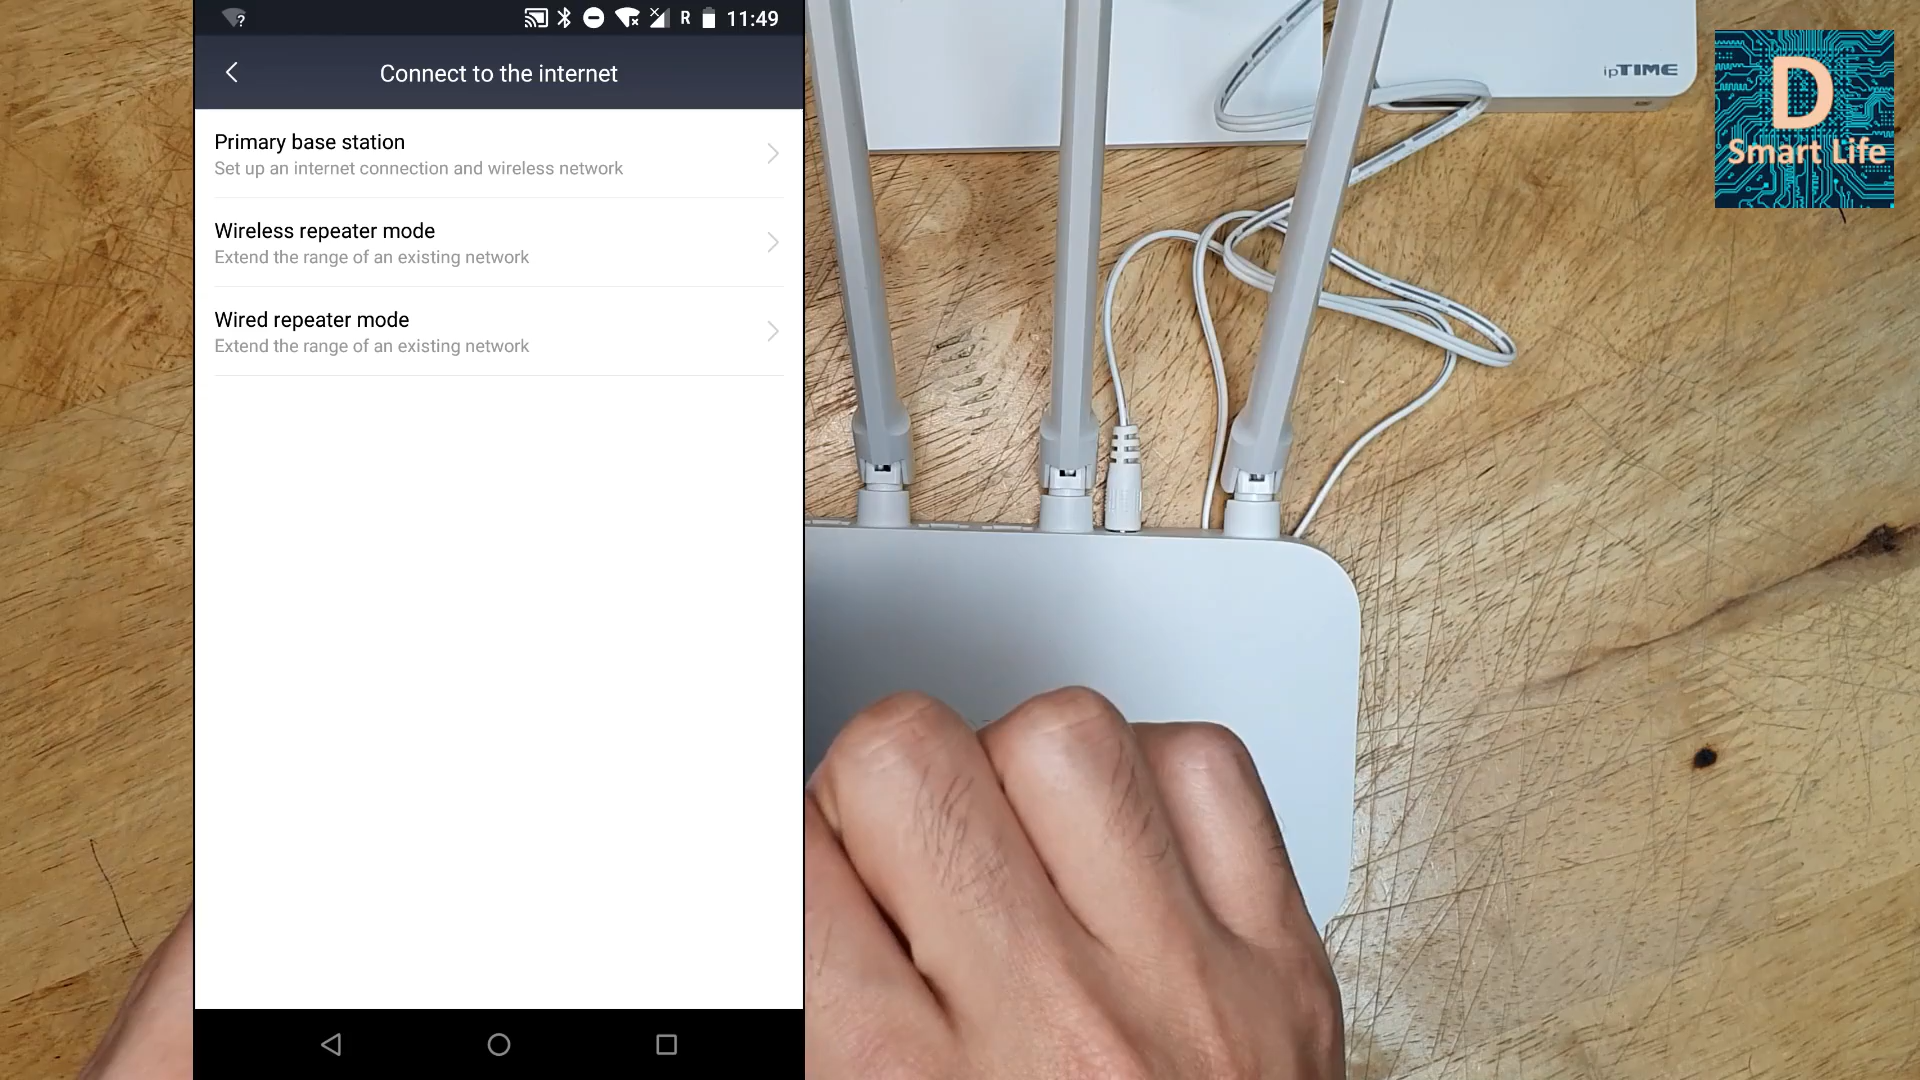 R 11:49
Connect to the internet
Primary base station
Set up an internet connection and wireless network
Wireless repeater mode
Extend the range of an existing network
Wired repeater mode
Extend the range of an existing network
ipTIME
D
Smart Life